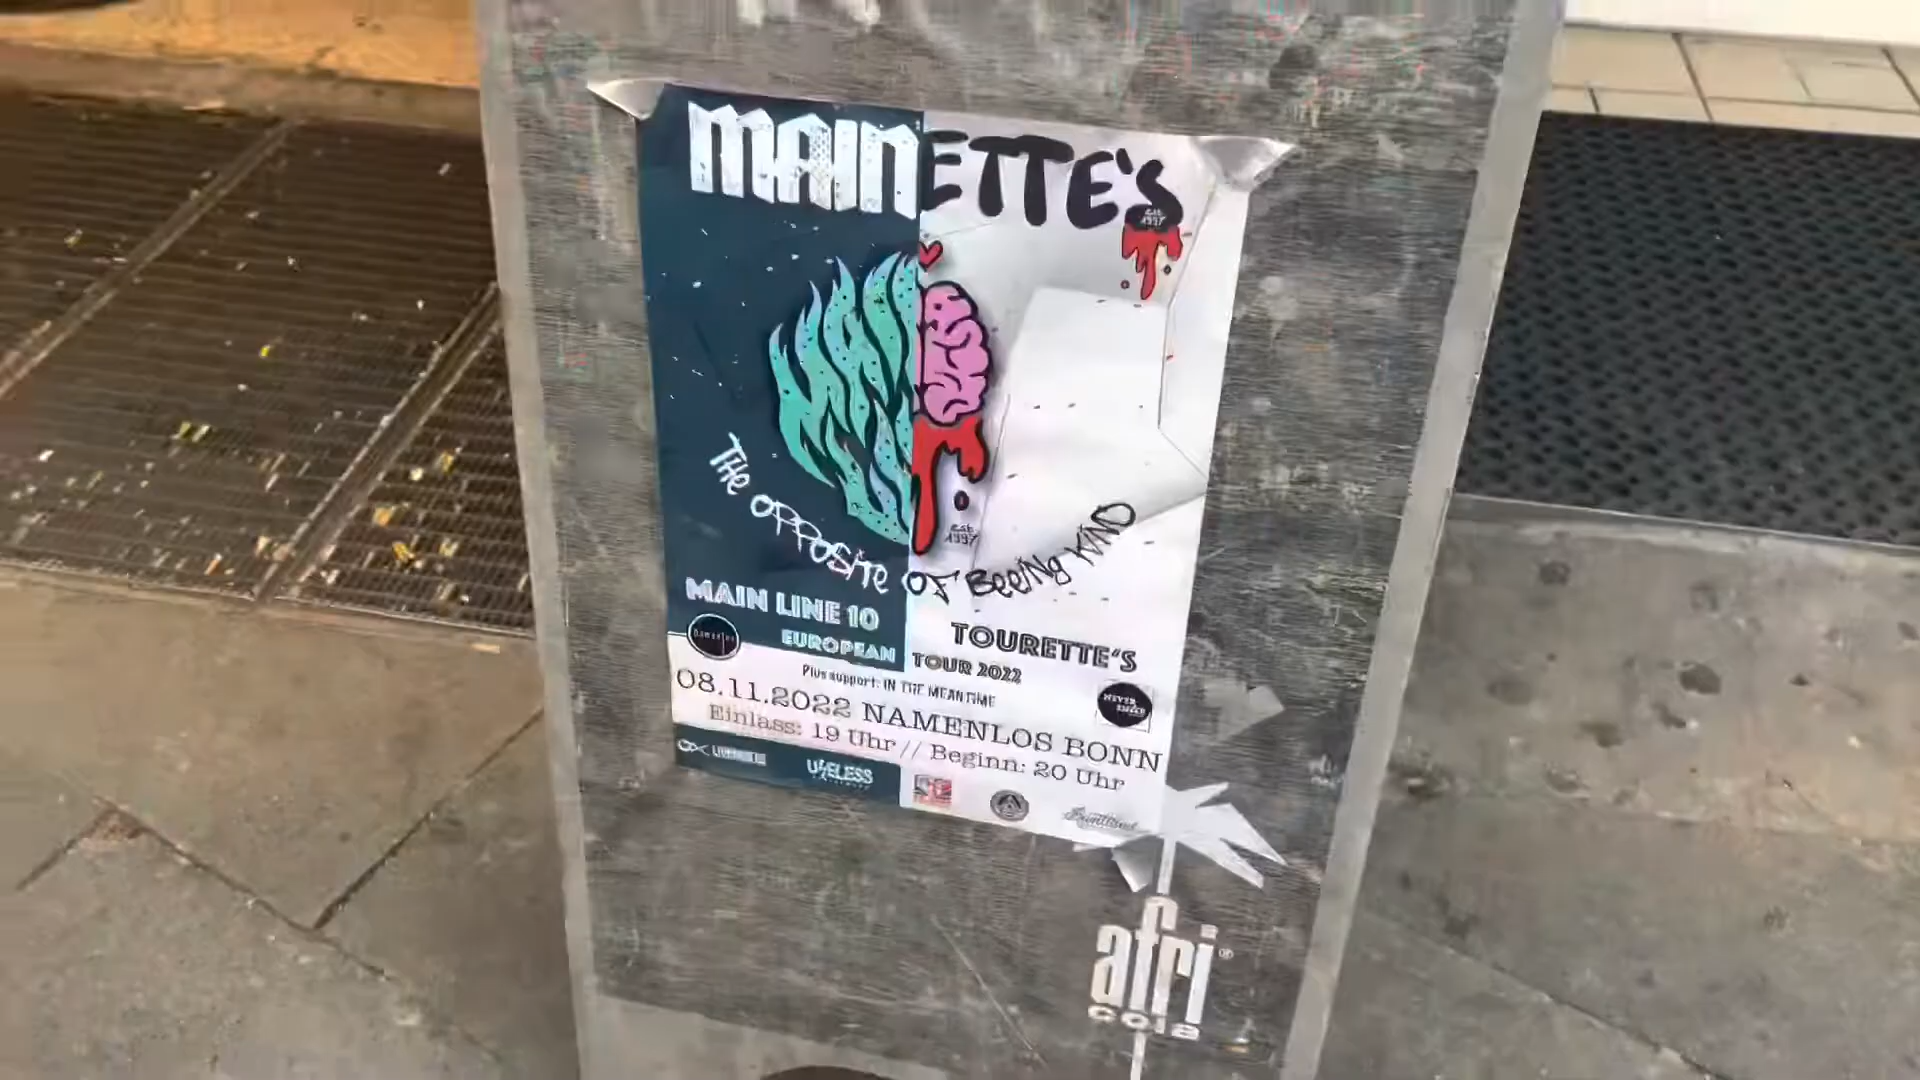 MAINETTE'S
est. 1997
est. 1997
THE OPPOSITE OF BEEING KIND
MAIN LINE 10
TOURETTE'S
EUROPEAN TOUR 2022
Plus support: IN THE MEANTIME
08.11.2022 NAMENLOS BONN
Einlass: 19 Uhr // Beginn: 20 Uhr
USELESS
afri
cola